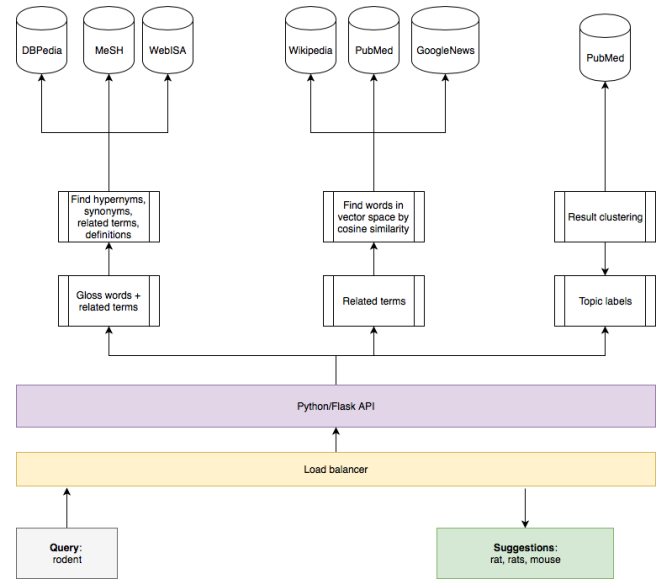 DBPedia
MeSH
WebISA
Wikipedia
PubMed
GoogleNews
PubMed
Find hypernyms,
synonyms,
related terms,
definitions
Find words in
vector space by
cosine similarity
Result clustering
Gloss words +
related terms
Related terms
Topic labels
Python/Flask API
Load balancer
Query:
rodent
Suggestions:
rat, rats, mouse